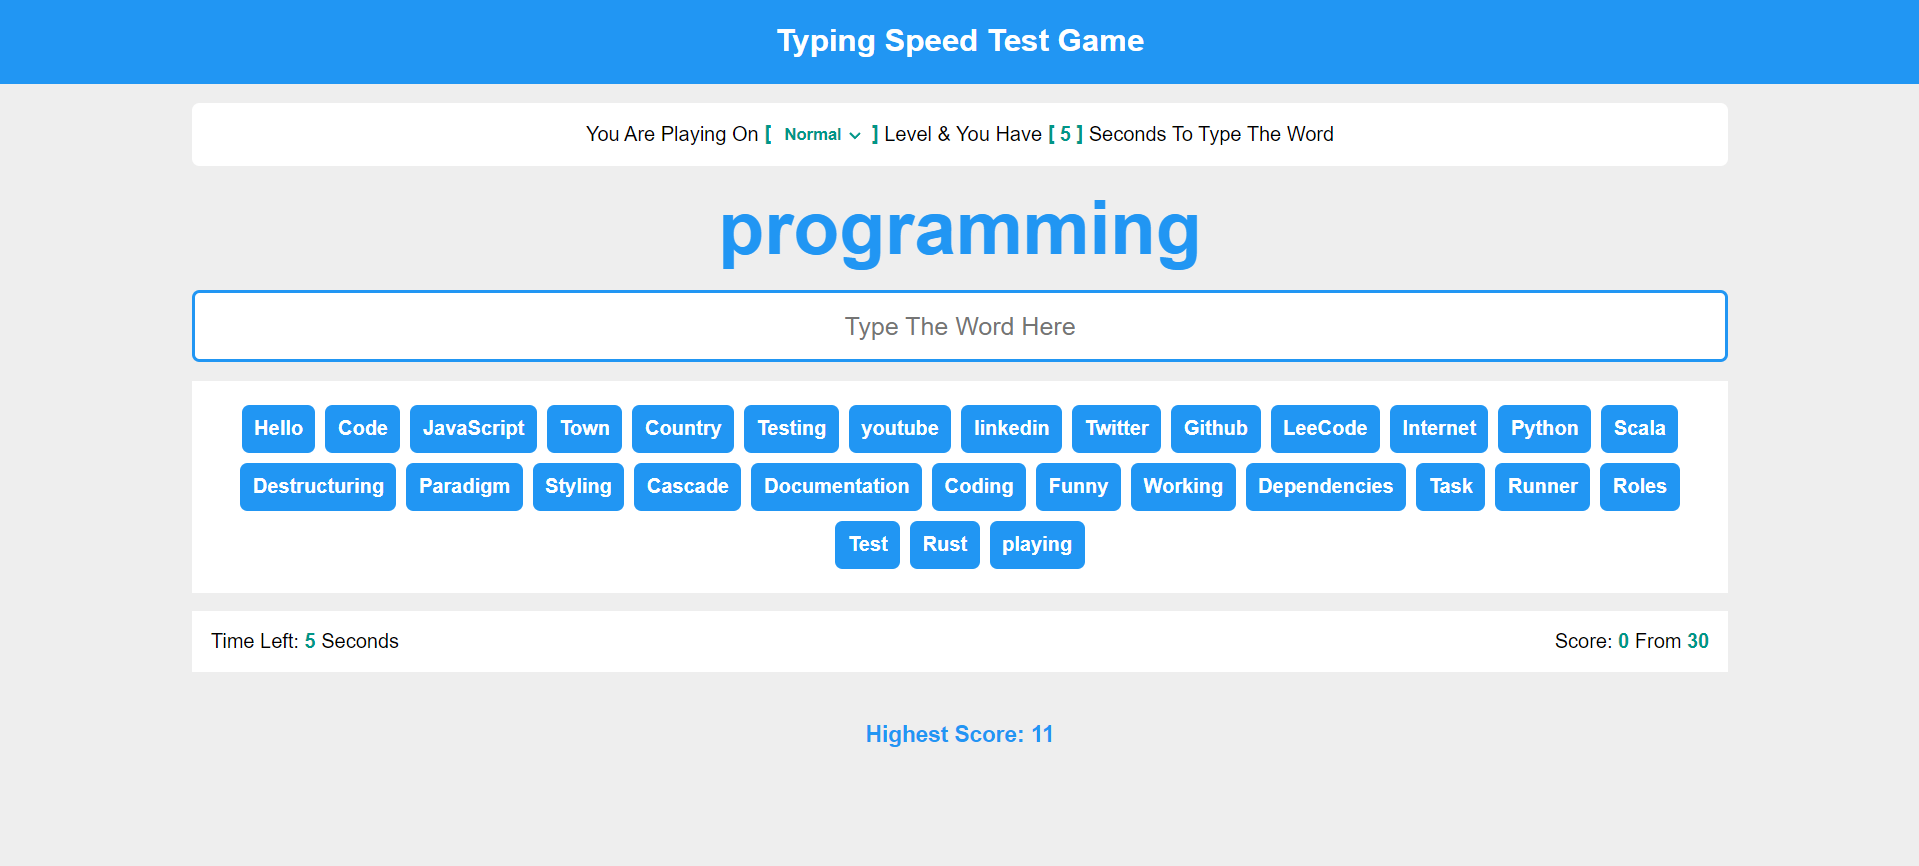 Typing Speed Test Game
You Are Playing On [ Normal ] Level & You Have [ 5 ] Seconds To Type The Word
programming
Type The Word Here
Hello Code JavaScript Town Country Testing youtube linkedin Twitter Github LeeCode Internet Python Scala
Destructuring Paradigm Styling Cascade Documentation Coding Funny Working Dependencies Task Runner Roles
Test Rust playing
Time Left: 5 Seconds Score: 0 From 30
Highest Score: 11